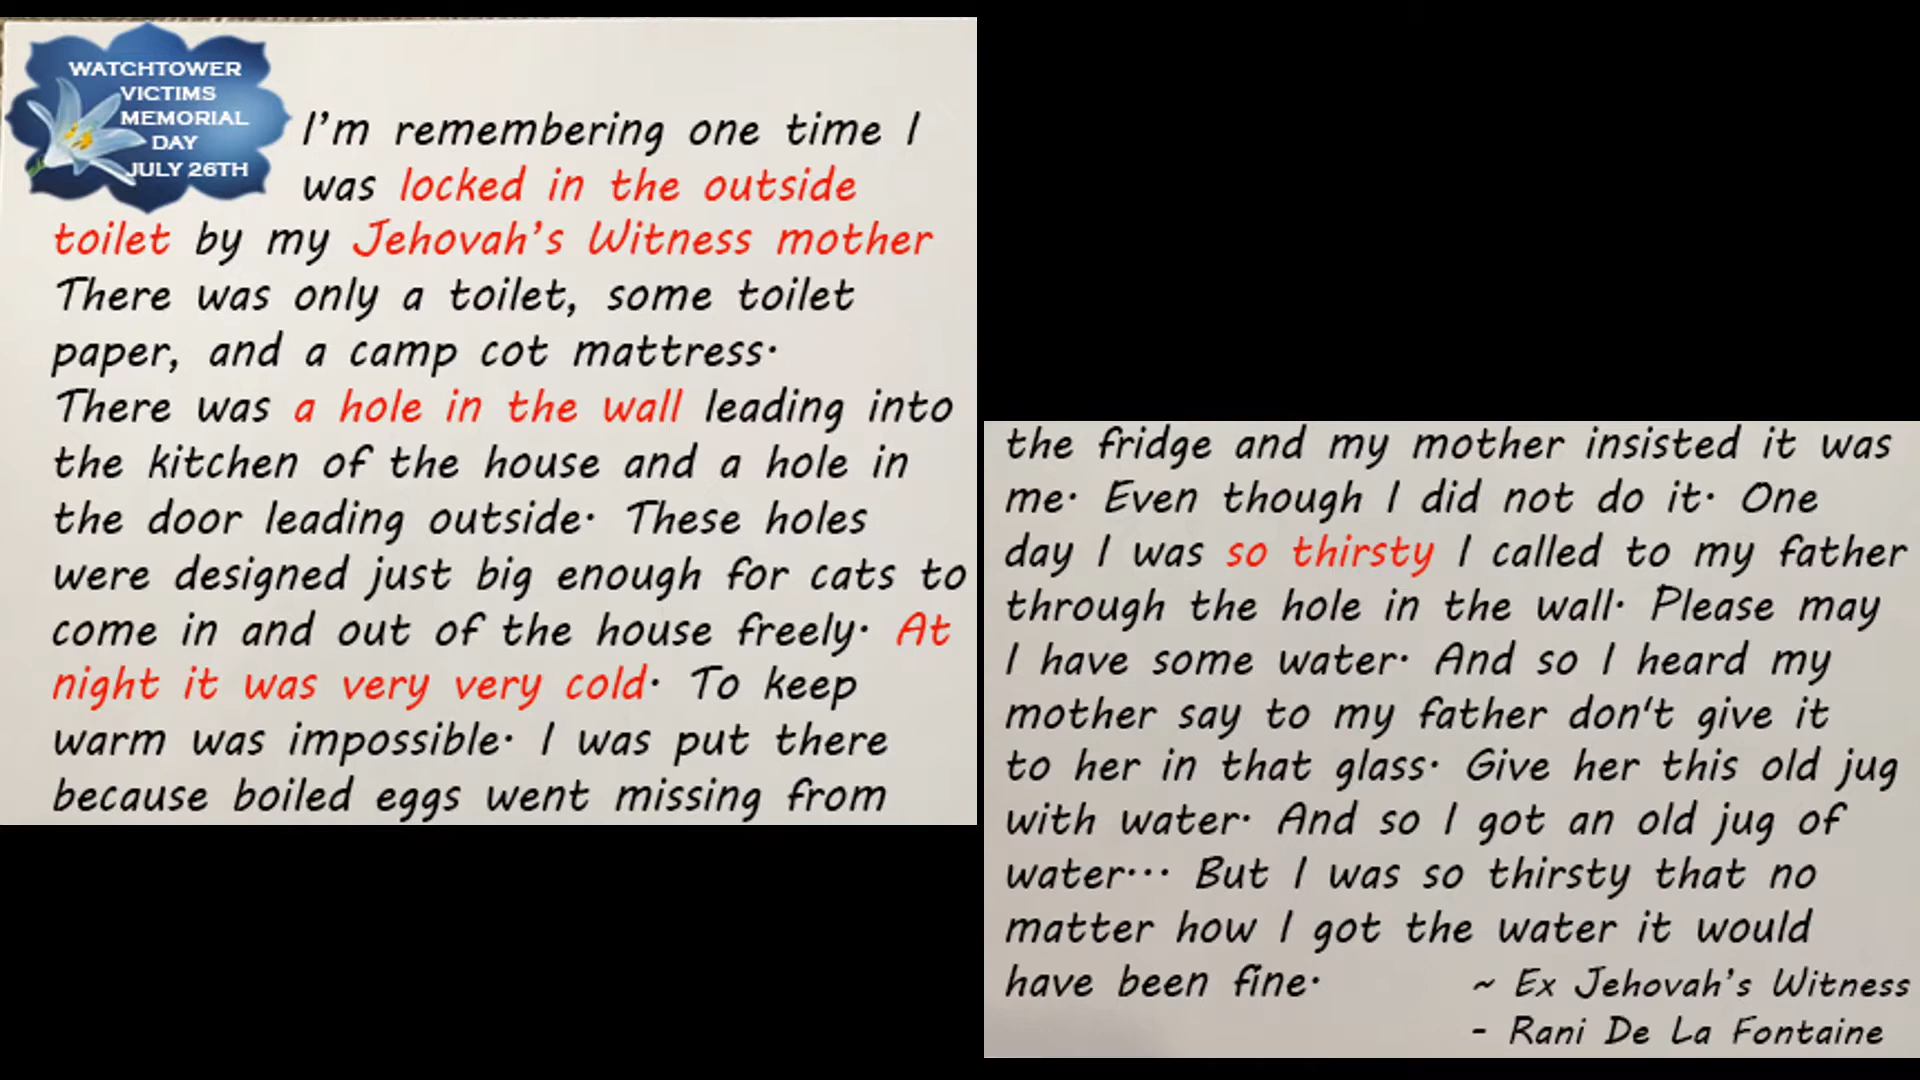 WATCHTOWER
VICTIMS
MEMORIAL
DAY
JULY 26TH
I'm remembering one time I
was locked in the outside
toilet by my Jehovah's Witness mother
There was only a toilet, some toilet
paper, and a camp cot mattress.
There was a hole in the wall leading into
the kitchen of the house and a hole in
the door leading outside. These holes
were designed just big enough for cats to
come in and out of the house freely. At
night it was very very cold. To keep
warm was impossible. I was put there
because boiled eggs went missing from
the fridge and my mother insisted it was
me. Even though I did not do it. One
day I was so thirsty I called to my father
through the hole in the wall. Please may
I have some water. And so I heard my
mother say to my father don't give it
to her in that glass. Give her this old jug
with water. And so I got an old jug of
water... But I was so thirsty that no
matter how I got the water it would
have been fine.
~ Ex Jehovah's Witness
- Rani De La Fontaine